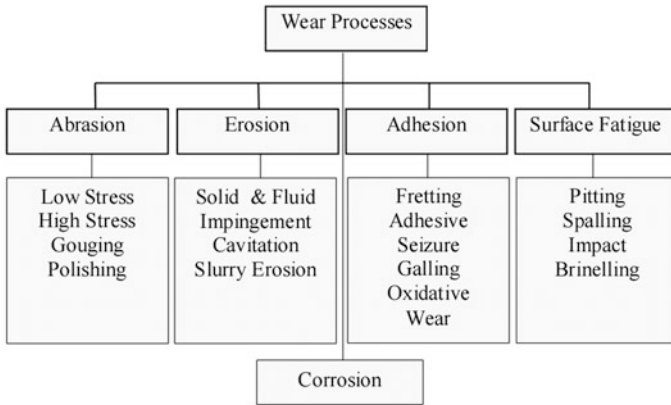 Wear Processes
Abrasion
Erosion
Adhesion
Surface Fatigue
Low Stress
High Stress
Gouging
Polishing
Solid & Fluid
Impingement
Cavitation
Slurry Erosion
Fretting
Adhesive
Seizure
Galling
Oxidative
Wear
Pitting
Spalling
Impact
Brinelling
Corrosion